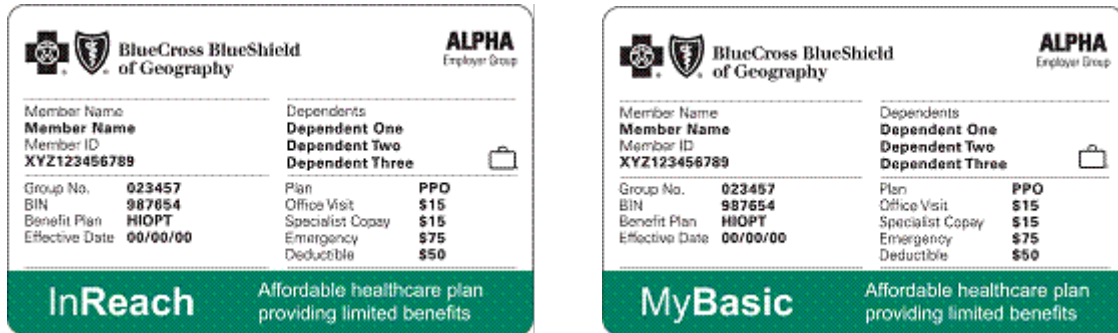 BlueCross BlueShield
of Geography
ALPHA
Employer Group
Member Name
Member Name
Member ID
XYZ123456789
Dependents
Dependent One
Dependent Two
Dependent Three
Group No. 023457
BIN 987654
Benefit Plan HIOPT
Effective Date 00/00/00
Plan PPO
Office Visit $15
Specialist Copay $15
Emergency $75
Deductible $50
InReach
Affordable healthcare plan
providing limited benefits
BlueCross BlueShield
of Geography
ALPHA
Employer Group
Member Name
Member Name
Member ID
XYZ123456789
Dependents
Dependent One
Dependent Two
Dependent Three
Group No. 023457
BIN 987654
Benefit Plan HIOPT
Effective Date 00/00/00
Plan PPO
Office Visit $15
Specialist Copay $15
Emergency $75
Deductible $50
MyBasic
Affordable healthcare plan
providing limited benefits